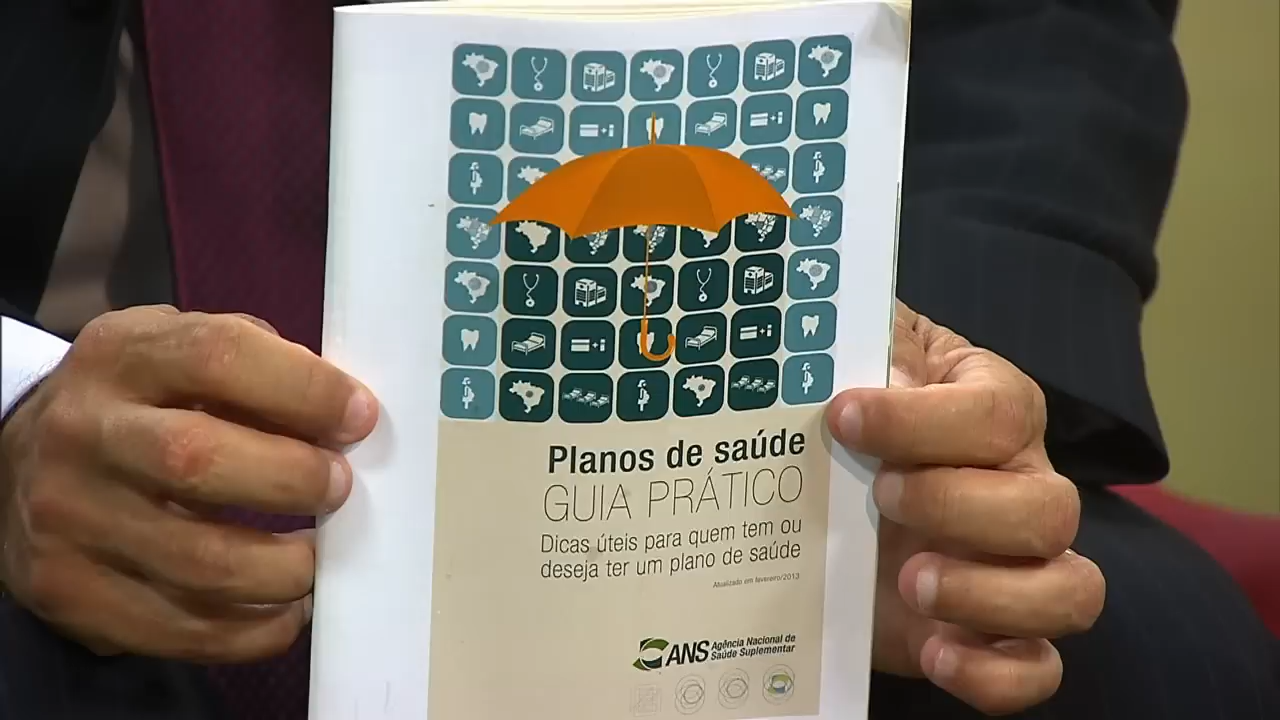 Planos de saúde
GUIA PRÁTICO
Dicas úteis para quem tem ou
deseja ter um plano de saúde
Atualizado em fevereiro/2013
ANS Agência Nacional de
Saúde Suplementar